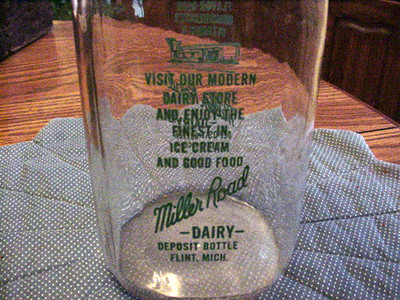 VISIT OUR MODERN
DAIRY STORE
AND ENJOY THE
FINEST IN
ICE CREAM
AND GOOD FOOD
Miller Road
—DAIRY—
DEPOSIT BOTTLE
FLINT, MICH.